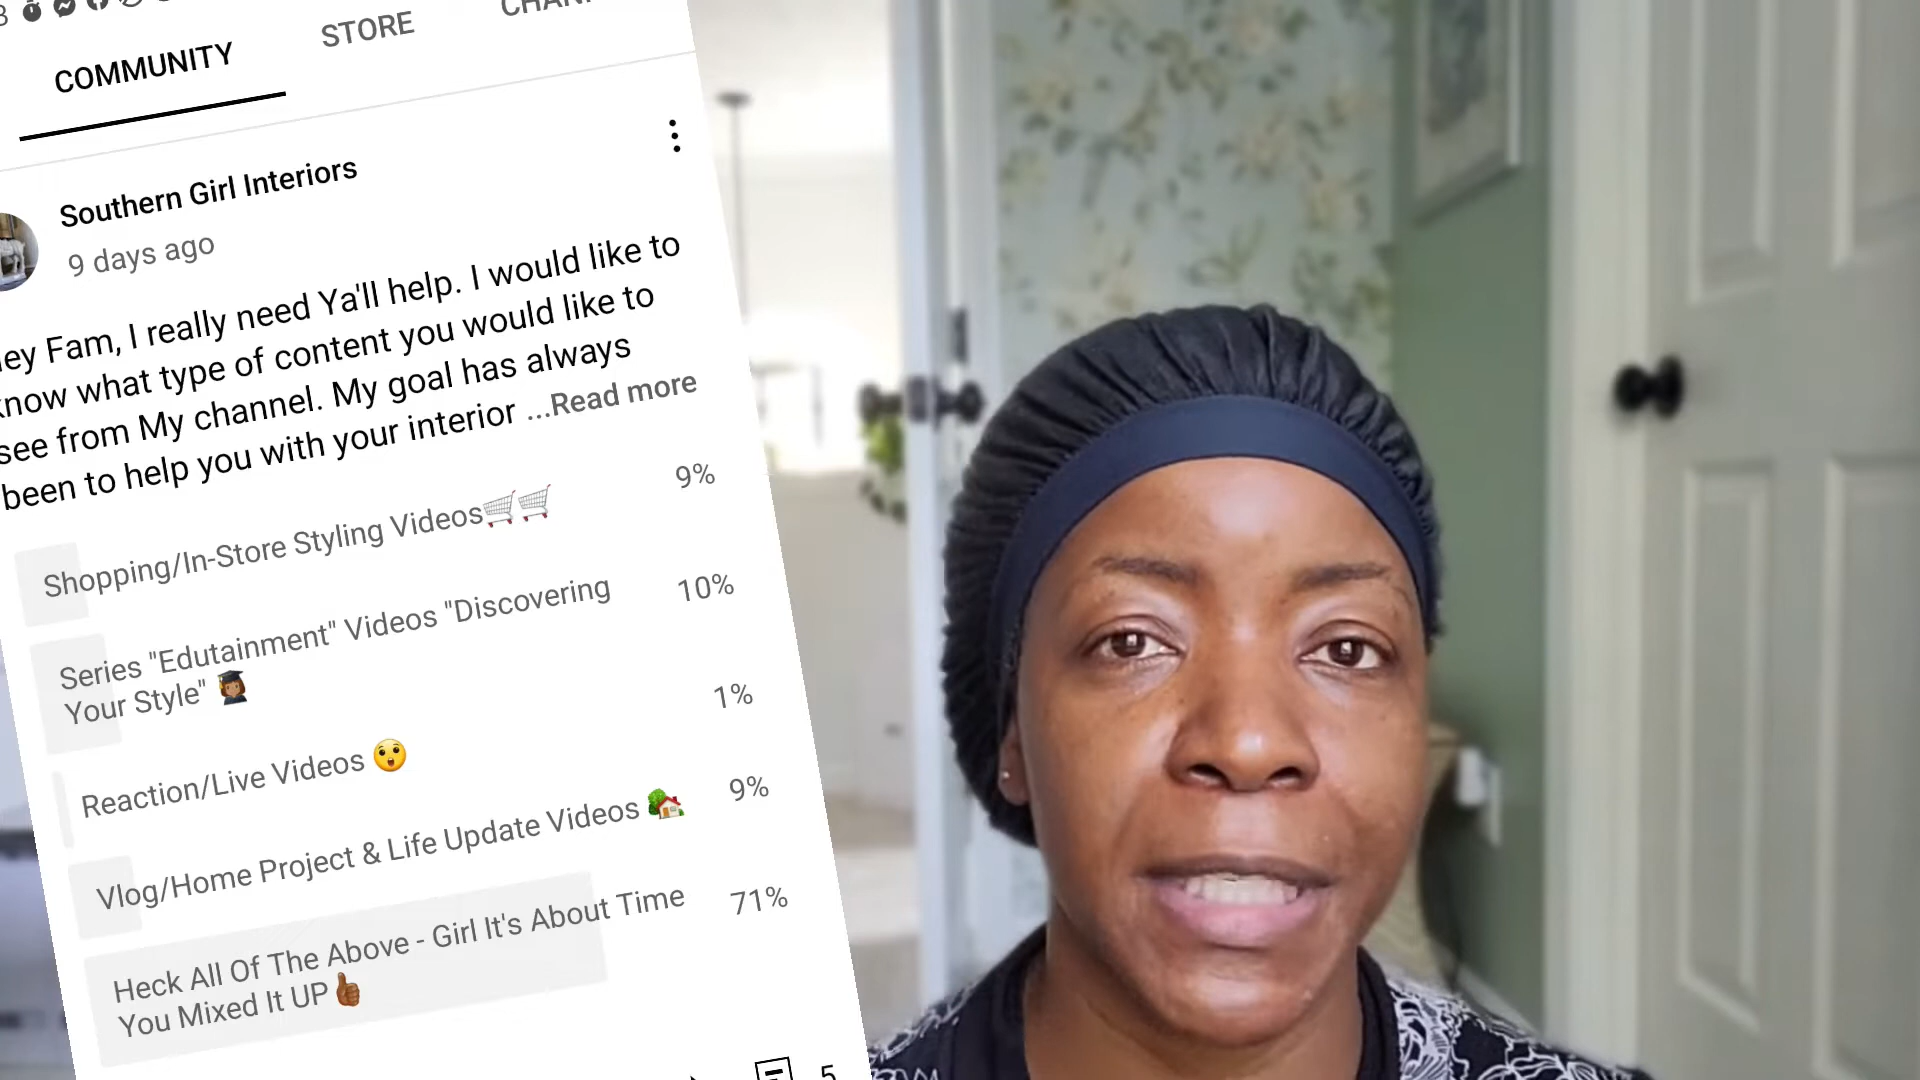 COMMUNITY
STORE
Southern Girl Interiors
9 days ago
Fam, I really need Ya'll help. I would like to
know what type of content you would like to
see from My channel. My goal has always
been to help you with your interior ...Read more
Shopping/In-Store Styling Videos🛒🛒
9%
Series "Edutainment" Videos "Discovering
Your Style" 👩🏾‍🎓
10%
Reaction/Live Videos 😲
1%
Vlog/Home Project & Life Update Videos 🏡
9%
Heck All Of The Above - Girl It's About Time
You Mixed It UP👍🏾
71%
5